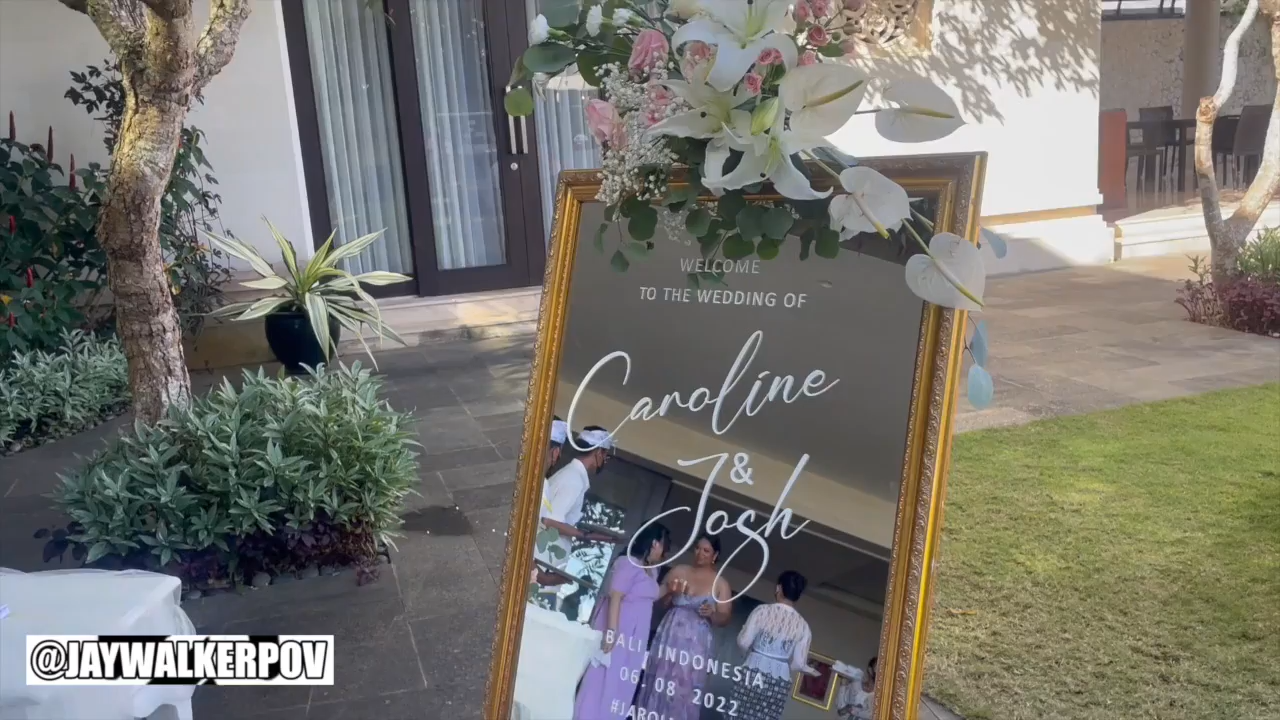 WELCOME
TO THE WEDDING OF
Caroline
&
Josh
BALI, INDONESIA
06. 08. 2022
@JAYWALKERPOV